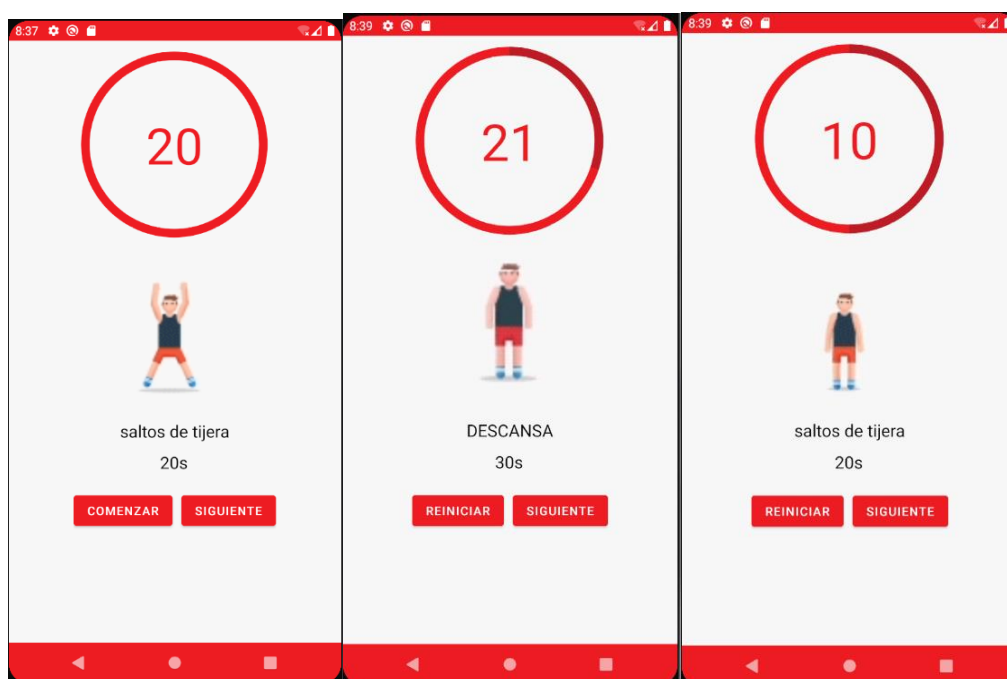 8:37
20
saltos de tijera
20s
COMENZAR SIGUIENTE
8:39
21
DESCANSA
30s
REINICIAR SIGUIENTE
8:39
10
saltos de tijera
20s
REINICIAR SIGUIENTE